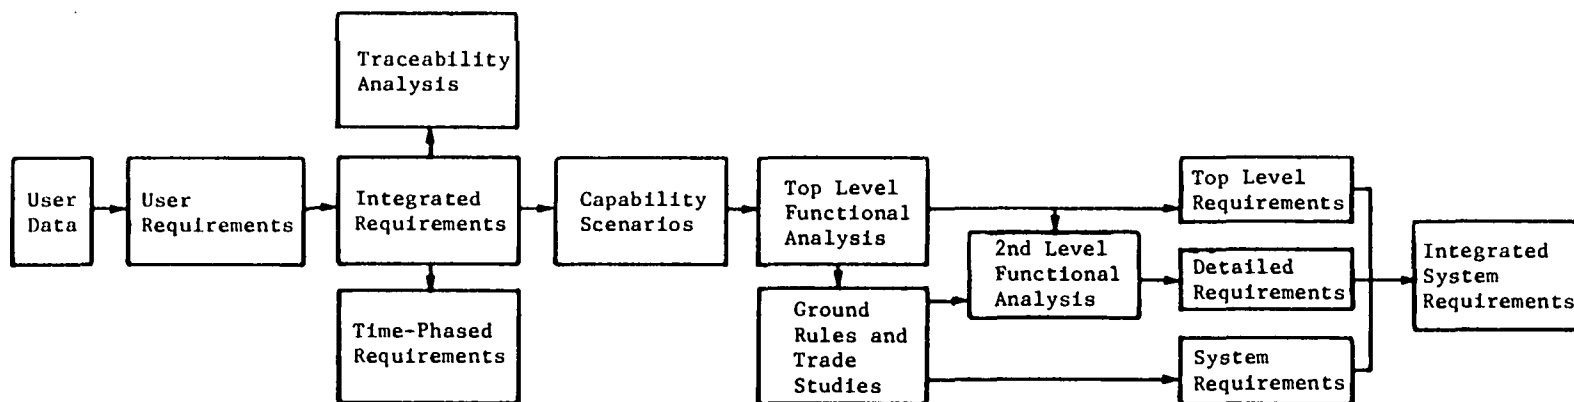 Traceability
Analysis
User
Data
User
Requirements
Integrated
Requirements
Time-Phased
Requirements
Capability
Scenarios
Top Level
Functional
Analysis
Ground
Rules and
Trade
Studies
2nd Level
Functional
Analysis
Top Level
Requirements
Detailed
Requirements
System
Requirements
Integrated
System
Requirements